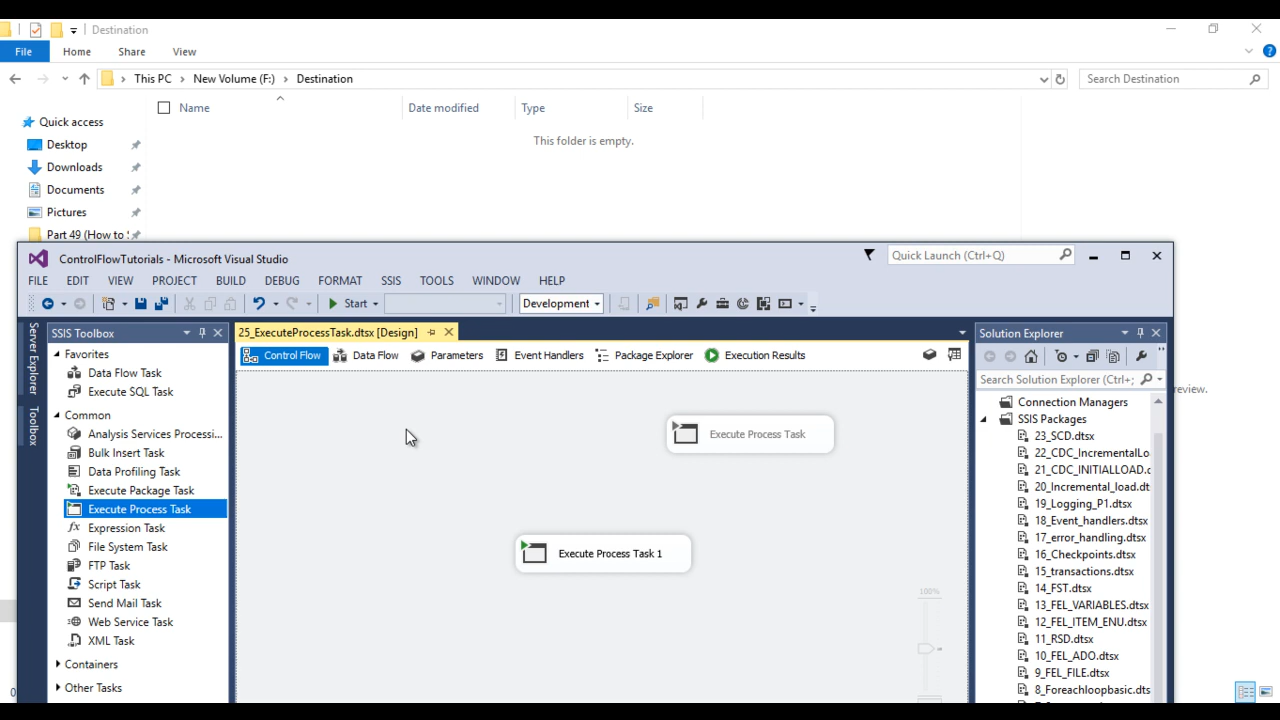 Destination
File Home Share View
This PC New Volume (F:) Destination Search Destination
Name Date modified Type Size
This folder is empty.
Quick access
Desktop
Downloads
Documents
Pictures
Part 49 (How to
ControlFlowTutorials - Microsoft Visual Studio
Quick Launch (Ctrl+Q)
FILE EDIT VIEW PROJECT BUILD DEBUG FORMAT SSIS TOOLS WINDOW HELP
Start Development
Server Explorer
Toolbox
SSIS Toolbox
Favorites
Data Flow Task
Execute SQL Task
Common
Analysis Services Processi...
Bulk Insert Task
Data Profiling Task
Execute Package Task
Execute Process Task
Expression Task
File System Task
FTP Task
Script Task
Send Mail Task
Web Service Task
XML Task
Containers
Other Tasks
25_ExecuteProcessTask.dtsx [Design]
Control Flow Data Flow Parameters Event Handlers Package Explorer Execution Results
Execute Process Task
Execute Process Task 1
100%
Solution Explorer
Search Solution Explorer (Ctrl+;
Connection Managers
SSIS Packages
23_SCD.dtsx
22_CDC_IncrementalLo
21_CDC_INITIALLOAD.c
20_Incremental_load.dt
19_Logging_P1.dtsx
18_Event_handlers.dtsx
17_error_handling.dtsx
16_Checkpoints.dtsx
15_transactions.dtsx
14_FST.dtsx
13_FEL_VARIABLES.dtsx
12_FEL_ITEM_ENU.dtsx
11_RSD.dtsx
10_FEL_ADO.dtsx
9_FEL_FILE.dtsx
8_Foreachloopbasic.dts
review.
0